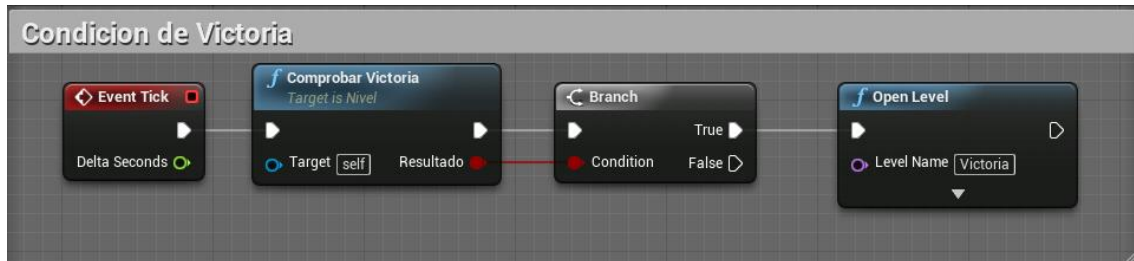 Condicion de Victoria
Event Tick
Delta Seconds
Comprobar Victoria
Target is Nivel
Target self
Resultado
Branch
Condition
True
False
Open Level
Level Name Victoria